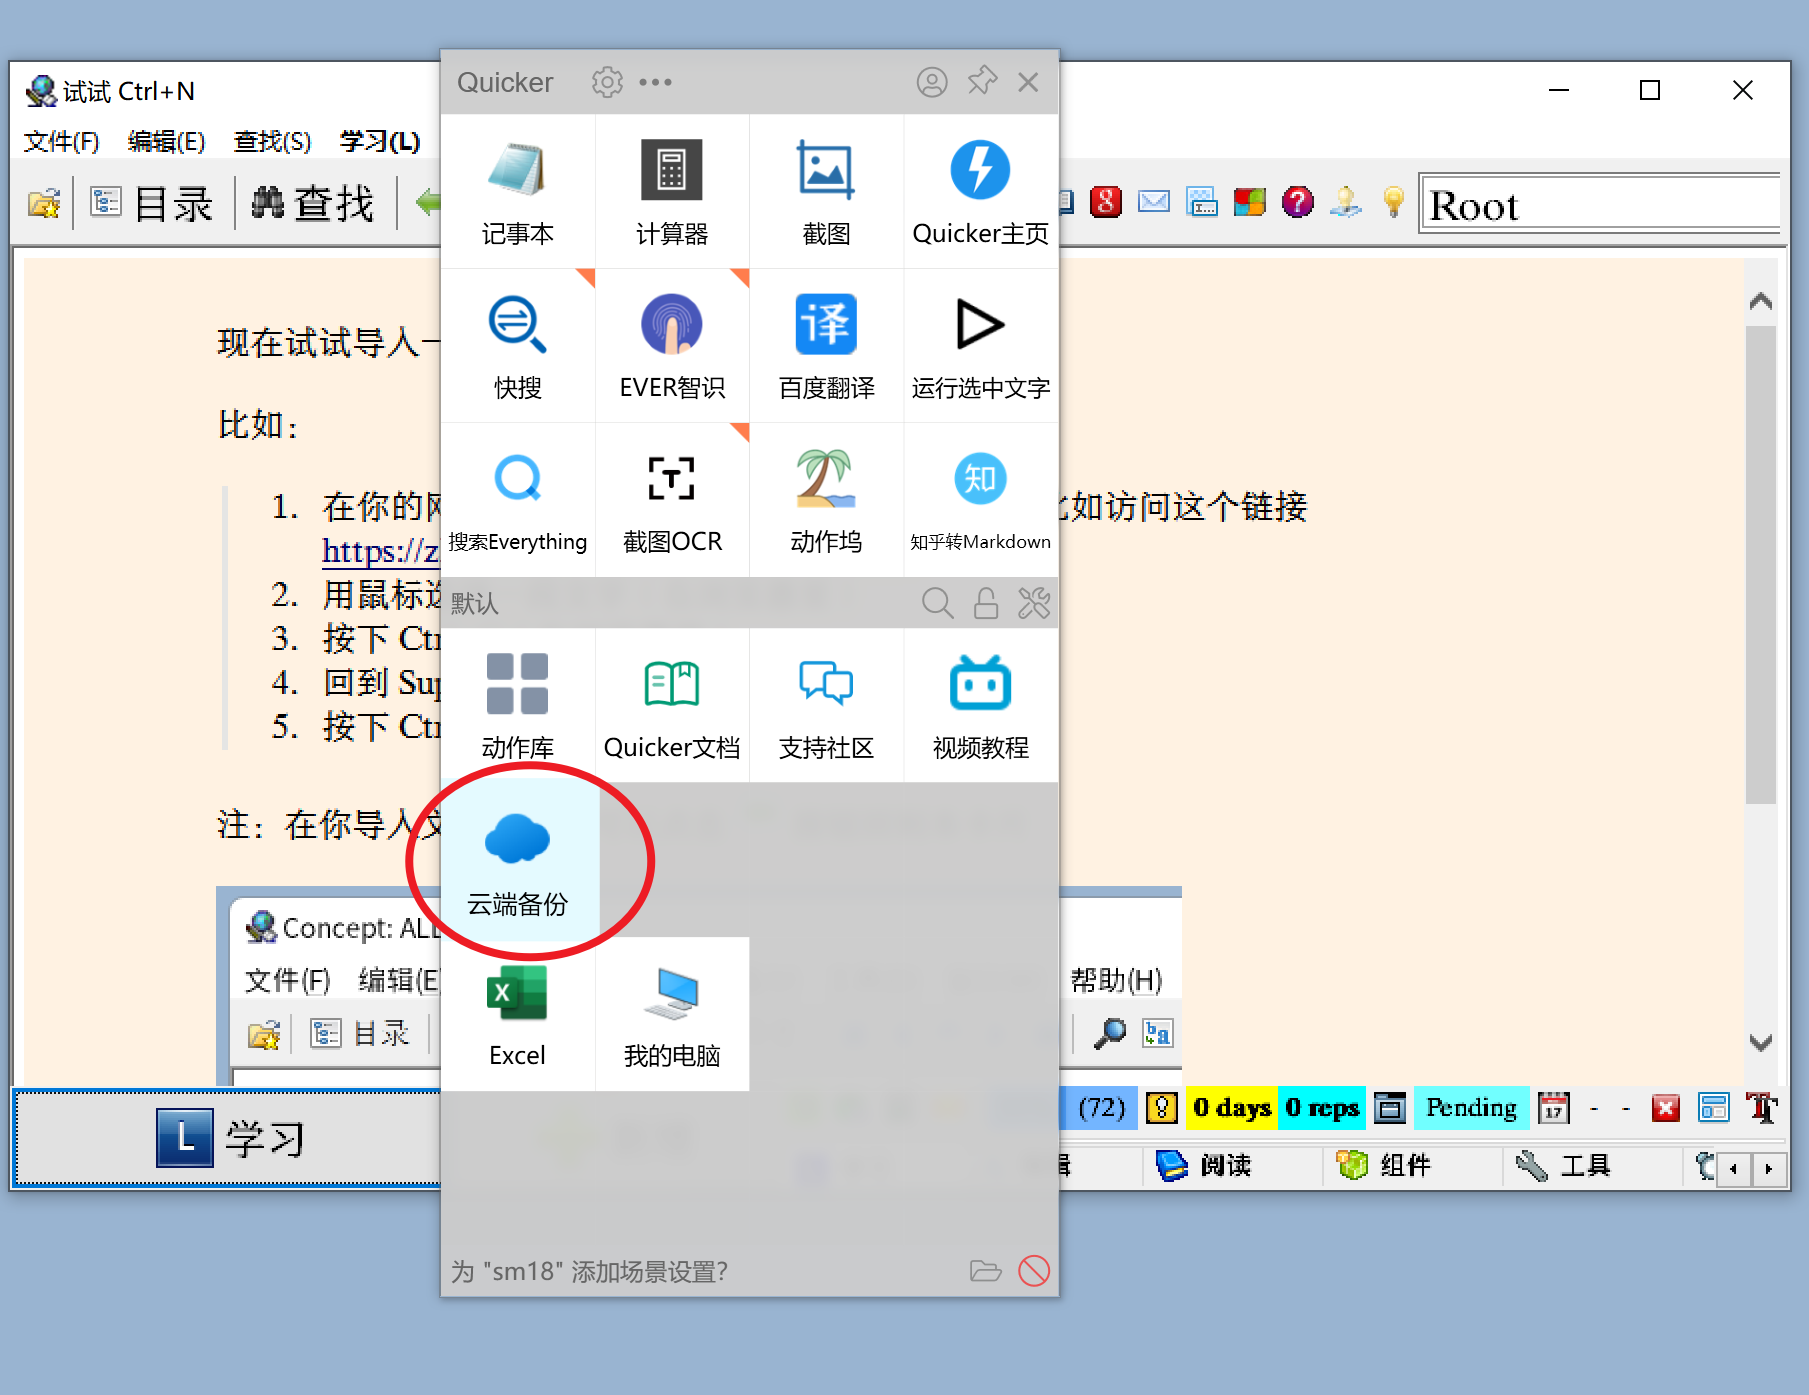 试试 Ctrl+N
文件(F) 编辑(E) 查找(S) 学习(L)
目录 查找
Root
Quicker
记事本 计算器 截图 Quicker主页
快搜 EVER智识 百度翻译 运行选中文字
搜索Everything 截图OCR 动作坞 知乎转Markdown
译
知
默认
动作库 Quicker文档 支持社区 视频教程
云端备份
Excel 我的电脑
为 "sm18" 添加场景设置?
现在试试导入一
比如：
1. 在你的
比如访问这个链接
https://z
2. 用鼠标选
3. 按下 Ctr
4. 回到 Sup
5. 按下 Ctr
注：在你导入文
Concept: ALL
文件(F) 编辑(E
帮助(H)
目录
L 学习
(72) 0 days 0 reps Pending 17 - -
辑 阅读 组件 工具